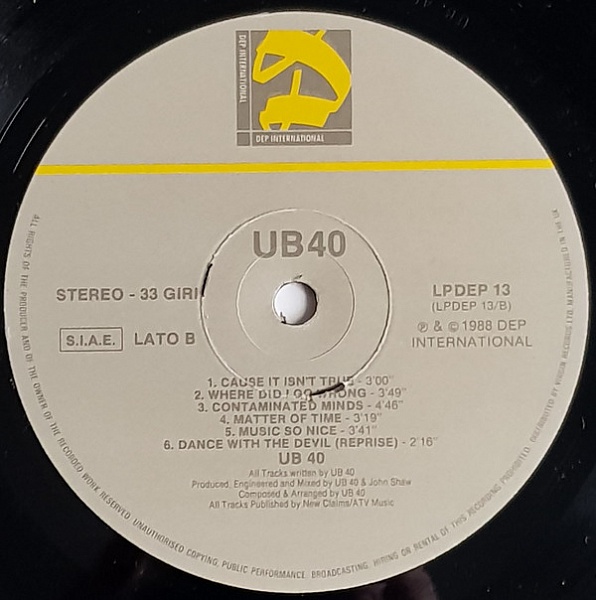 DEP INTERNATIONAL
DEP INTERNATIONAL
UB40
STEREO - 33 GIRI
S.I.A.E. LATO B
LPDEP 13
(LPDEP 13/B)
℗ & © 1988 DEP
INTERNATIONAL
1. CAUSE IT ISN'T TRUE - 3'00"
2. WHERE DID I GO WRONG - 3'49"
3. CONTAMINATED MINDS - 4'46"
4. MATTER OF TIME - 3'19"
5. MUSIC SO NICE - 3'41"
6. DANCE WITH THE DEVIL (REPRISE) - 2'16"
UB 40
All Tracks written by UB 40
Produced, Engineered and Mixed by UB 40 & John Shaw
Composed & Arranged by UB 40
All Tracks Published by New Claims/ATV Music
ALL RIGHTS OF THE PRODUCER AND OF THE OWNER OF THE RECORDED WORK RESERVED. UNAUTHORISED COPYING, PUBLIC PERFORMANCE, BROADCASTING, HIRING OR RENTAL OF THIS RECORDING PROHIBITED. DISTRIBUTED BY VIRGIN RECORDS LTD. MANUFACTURED IN